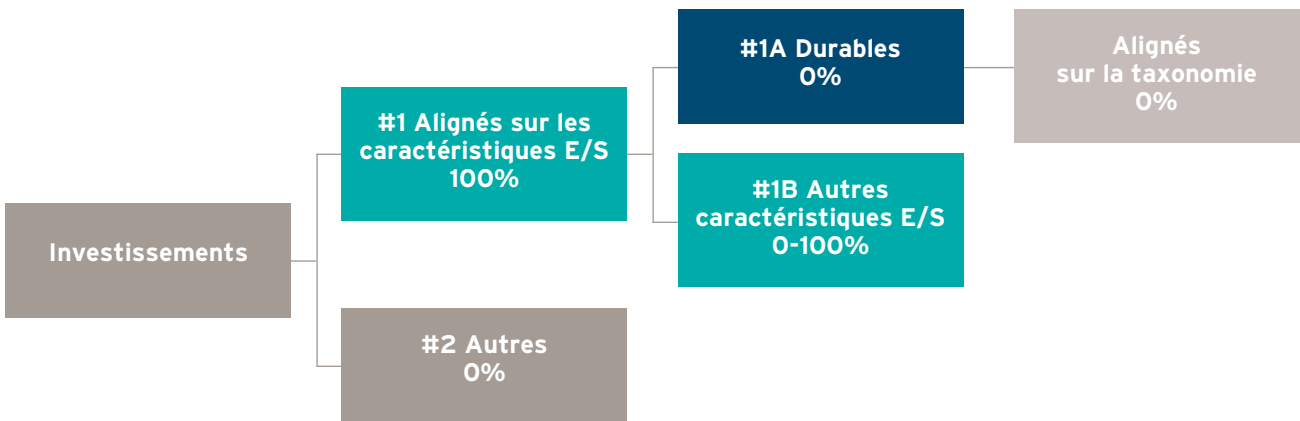 #1A Durables
0%
Alignés
sur la taxonomie
0%
#1 Alignés sur les
caractéristiques E/S
100%
#1B Autres
caractéristiques E/S
0-100%
Investissements
#2 Autres
0%